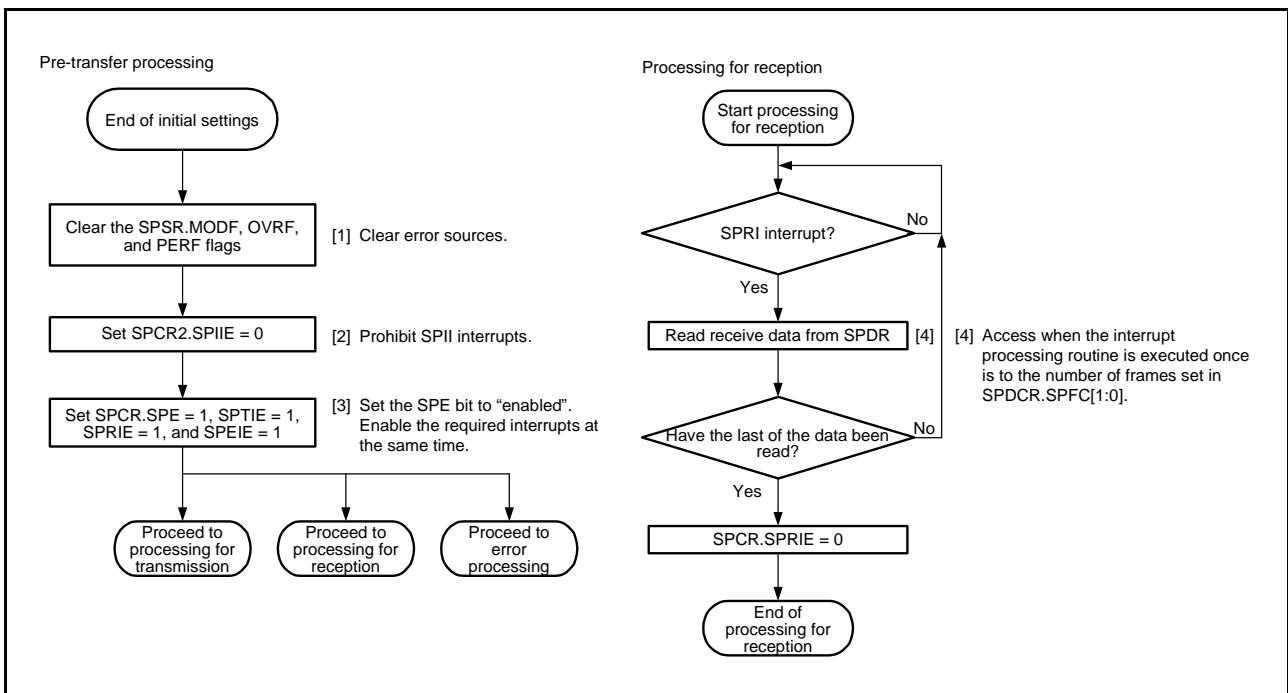 Pre-transfer processing
End of initial settings
Clear the SPSR.MODF, OVRF,
and PERF flags
[1] Clear error sources.
Set SPCR2.SPIIE = 0
[2] Prohibit SPII interrupts.
Set SPCR.SPE = 1, SPTIE = 1,
SPRIE = 1, and SPEIE = 1
[3] Set the SPE bit to “enabled”.
Enable the required interrupts at
the same time.
Proceed to
processing for
transmission
Proceed to
processing for
reception
Proceed to
error
processing
Processing for reception
Start processing
for reception
SPRI interrupt?
No
Yes
Read receive data from SPDR
[4]
[4] Access when the interrupt
processing routine is executed once
is to the number of frames set in
SPDCR.SPFC[1:0].
Have the last of the data been
read?
No
Yes
SPCR.SPRIE = 0
End of
processing for
reception